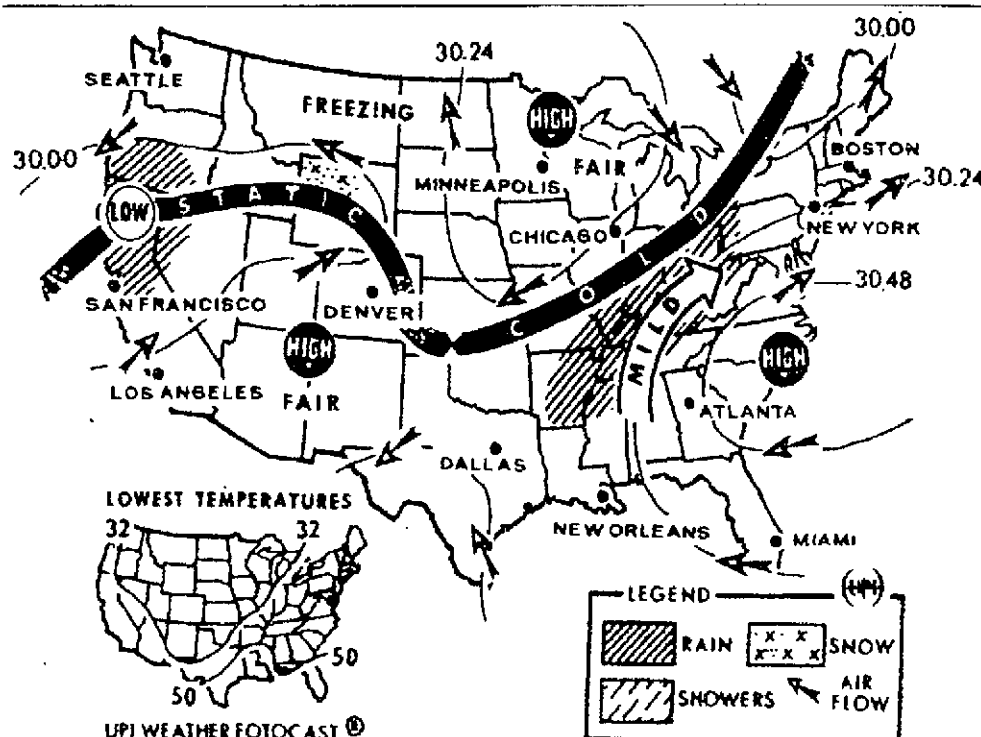 30.24
30.00
SEATTLE
FREEZING
HIGH
FAIR
BOSTON
30.00
MINNEAPOLIS
30.24
LOW
STATIC
CHICAGO
NEW YORK
COLD
SAN FRANCISCO
DENVER
30.48
AIR
MILD
HIGH
HIGH
LOS ANGELES
FAIR
ATLANTA
DALLAS
LOWEST TEMPERATURES
32
32
NEW ORLEANS
MIAMI
LEGEND
(UPI)
RAIN
SNOW
50
50
SHOWERS
AIR
FLOW
UPI WEATHER FOTOCAST ®